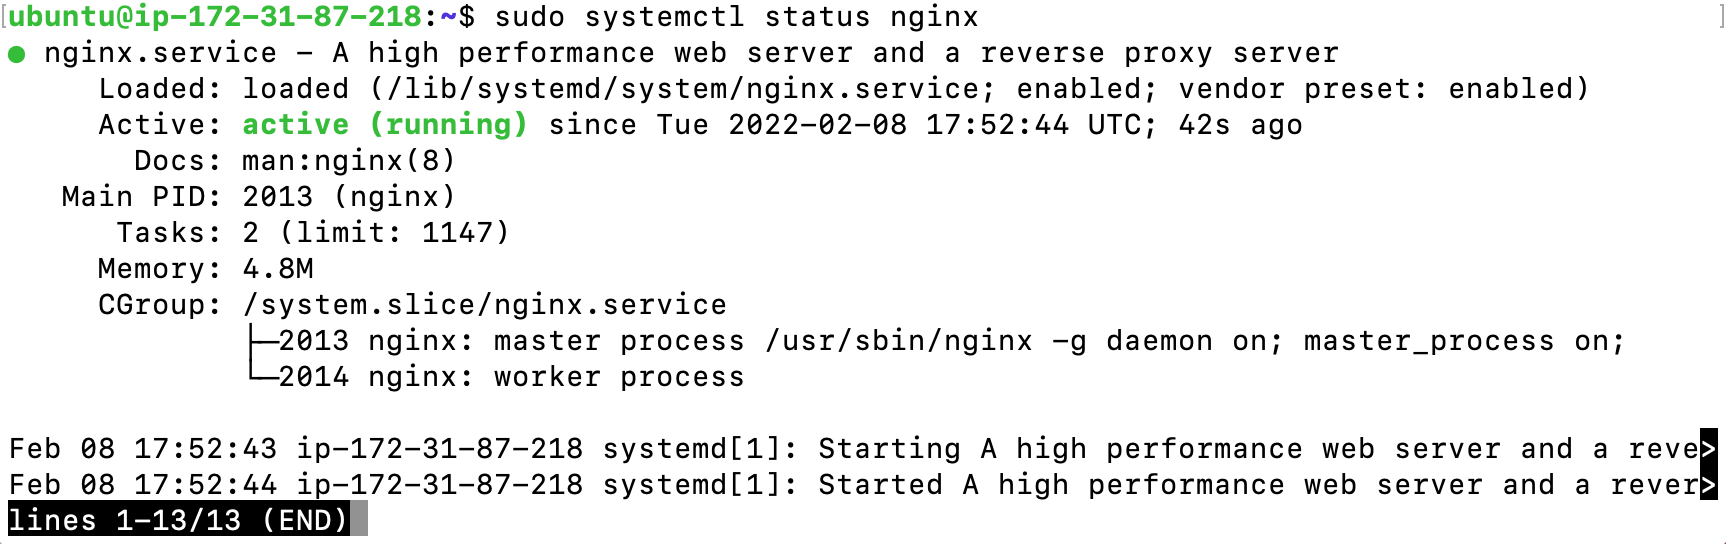 [ubuntu@ip-172-31-87-218:~$ sudo systemctl status nginx ]
● nginx.service - A high performance web server and a reverse proxy server
     Loaded: loaded (/lib/systemd/system/nginx.service; enabled; vendor preset: enabled)
     Active: active (running) since Tue 2022-02-08 17:52:44 UTC; 42s ago
       Docs: man:nginx(8)
   Main PID: 2013 (nginx)
      Tasks: 2 (limit: 1147)
     Memory: 4.8M
     CGroup: /system.slice/nginx.service
             ├─2013 nginx: master process /usr/sbin/nginx -g daemon on; master_process on;
             └─2014 nginx: worker process

Feb 08 17:52:43 ip-172-31-87-218 systemd[1]: Starting A high performance web server and a reve>
Feb 08 17:52:44 ip-172-31-87-218 systemd[1]: Started A high performance web server and a rever>
lines 1-13/13 (END)